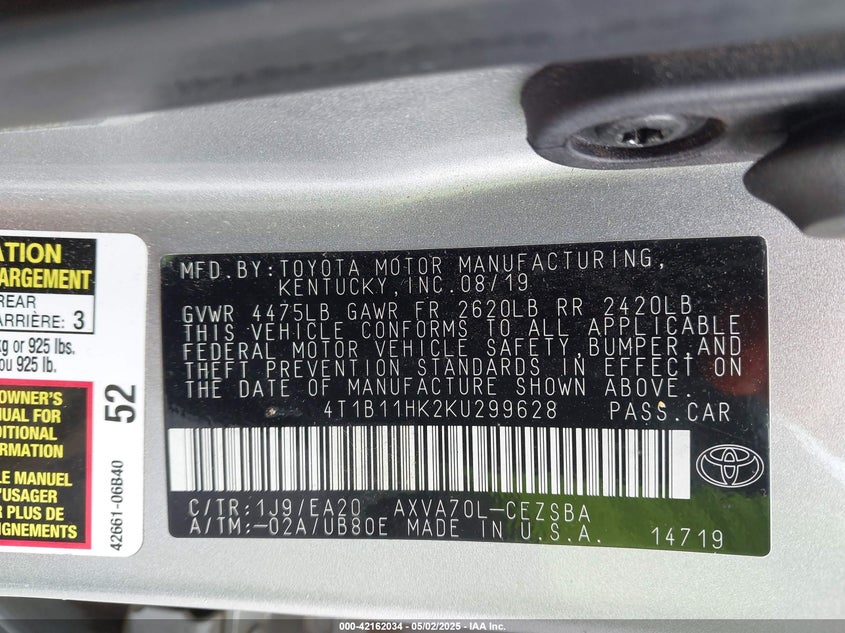 ATION
ARGEMENT
REAR
ARRIÈRE: 3
kg or 925 lbs.
ou 925 lb.
OWNER'S
MANUAL FOR
DITIONAL
ORMATION
LE MANUEL
'USAGER
R PLUS DE
EIGNEMENTS
52
42661-06B40
MFD.BY:TOYOTA MOTOR MANUFACTURING,
KENTUCKY,INC.08/19
GVWR 4475LB GAWR FR 2620LB RR 2420LB
THIS VEHICLE CONFORMS TO ALL APPLICABLE
FEDERAL MOTOR VEHICLE SAFETY,BUMPER,AND
THEFT PREVENTION STANDARDS IN EFFECT ON
THE DATE OF MANUFACTURE SHOWN ABOVE.
4T1B11HK2KU299628 PASS.CAR
C/TR:1J9/EA20 AXVA70L-CEZSBA
A/TM:-02A/UB80E MADE IN U.S.A. 14719
000-42162034 - 05/02/2025 - IAA Inc.